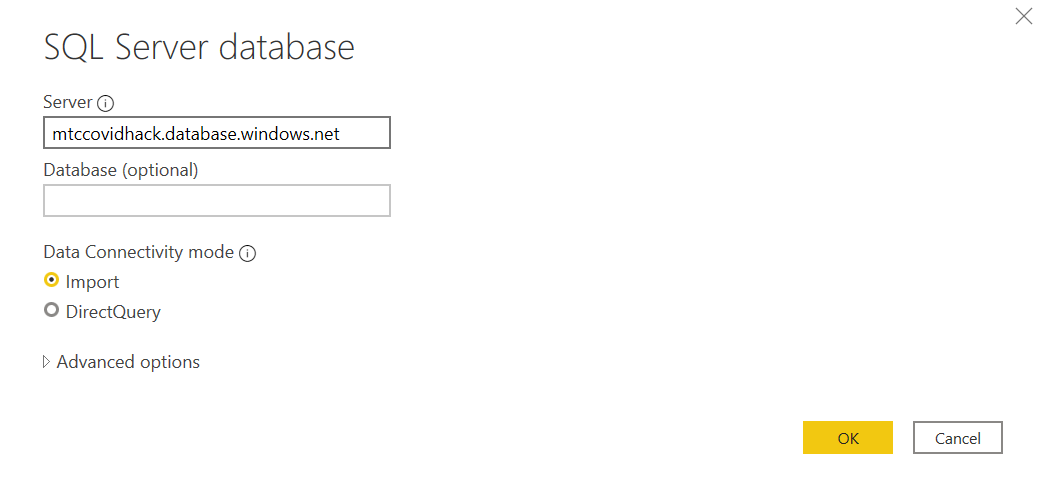 SQL Server database
Server
mtccovidhack.database.windows.net
Database (optional)
Data Connectivity mode
Import
DirectQuery
Advanced options
OK
Cancel